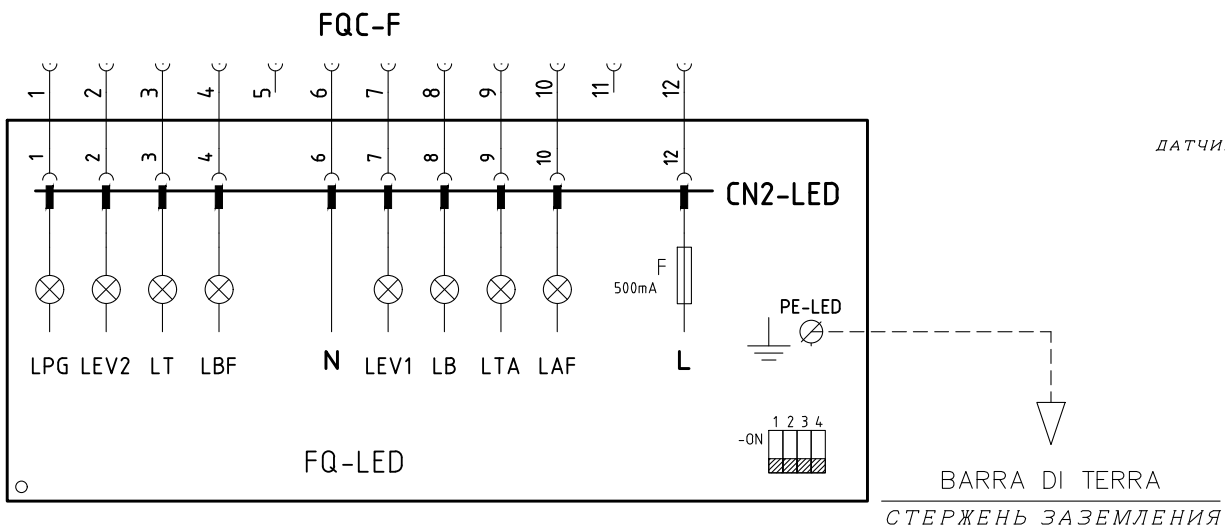 FQC-F
1 2 3 4 5 6 7 8 9 10 11 12
1 2 3 4 6 7 8 9 10 12
ДАТЧИ
CN2-LED
F
500mA
PE-LED
LPG LEV2 LT LBF N LEV1 LB LTA LAF L
1 2 3 4
-ON
FQ-LED
BARRA DI TERRA
СТЕРЖЕНЬ ЗАЗЕМЛЕНИЯ